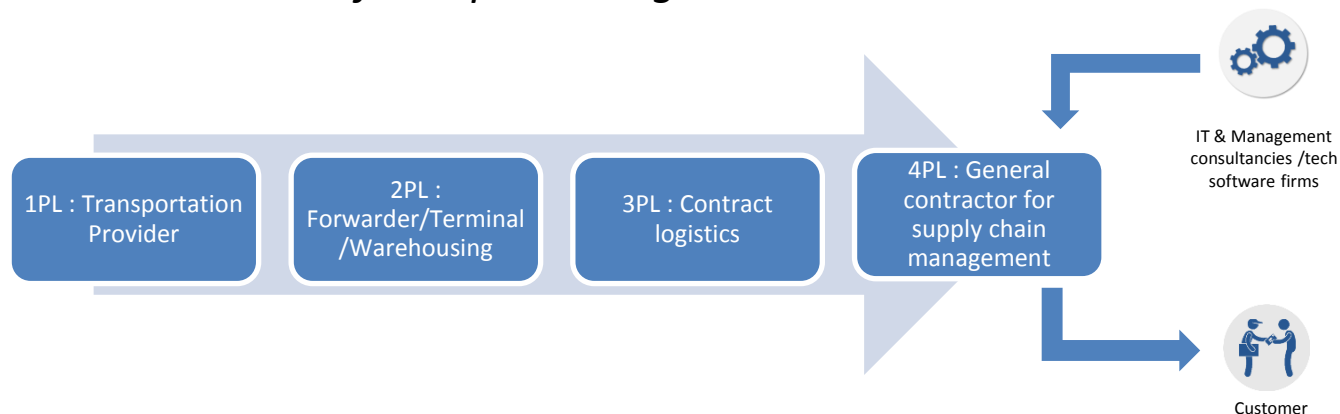 1PL : Transportation
Provider
2PL :
Forwarder/Terminal
/Warehousing
3PL : Contract
logistics
4PL : General
contractor for
supply chain
management
IT & Management
consultancies /tech
software firms
Customer